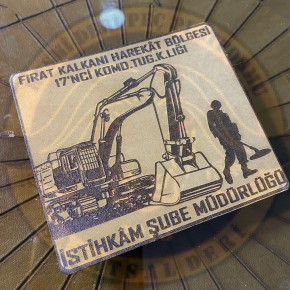 FIRAT KALKANI HAREKÂT BÖLGESİ
17'NCİ KOMD.TUG.K.LIĞI
İSTİHKÂM ŞUBE MÜDÜRLÜĞÜ